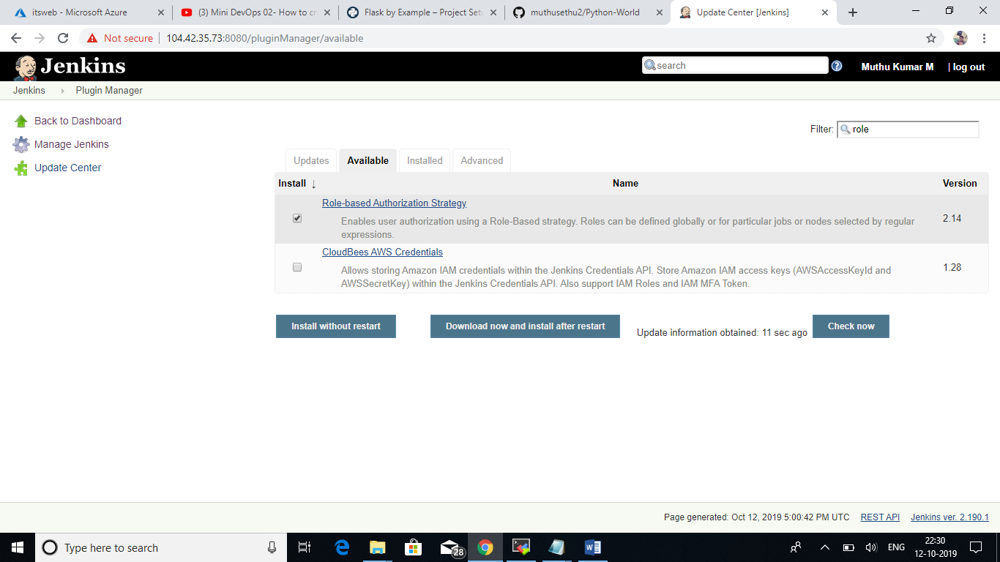 itsweb - Microsoft Azure
(3) Mini DevOps 02- How to cr
Flask by Example – Project Setu
muthusethu2/Python-World
Update Center [Jenkins]
Not secure
104.42.35.73:8080/pluginManager/available
Jenkins
search
?
Muthu Kumar M
| log out
Jenkins
Plugin Manager
Back to Dashboard
Manage Jenkins
Update Center
Filter:
role
Updates
Available
Installed
Advanced
Install ↓
Name
Version
Role-based Authorization Strategy
Enables user authorization using a Role-Based strategy. Roles can be defined globally or for particular jobs or nodes selected by regular
expressions.
2.14
CloudBees AWS Credentials
Allows storing Amazon IAM credentials within the Jenkins Credentials API. Store Amazon IAM access keys (AWSAccessKeyId and
AWSSecretKey) within the Jenkins Credentials API. Also support IAM Roles and IAM MFA Token.
1.28
Install without restart
Download now and install after restart
Update information obtained: 11 sec ago
Check now
Page generated: Oct 12, 2019 5:00:42 PM UTC
REST API
Jenkins ver. 2.190.1
Type here to search
28
ENG
22:30
12-10-2019